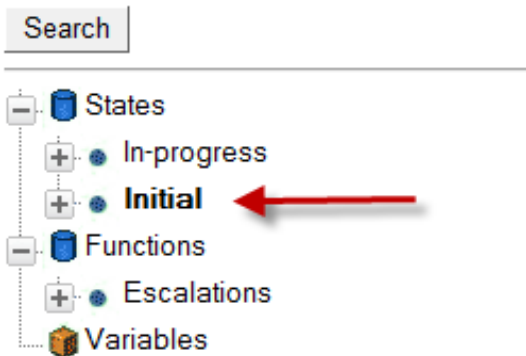 Search
States
In-progress
Initial
Functions
Escalations
Variables